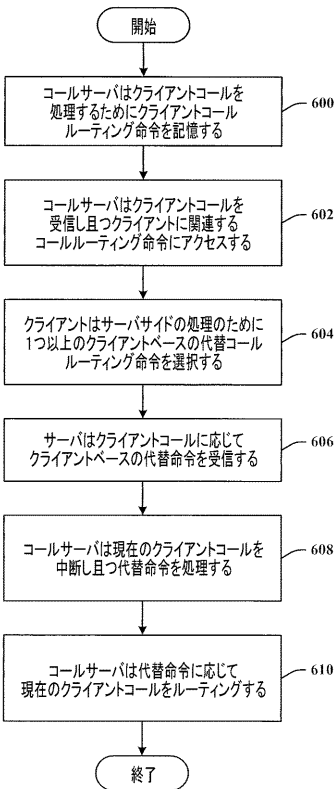 開始
コールサーバはクライアントコールを
処理するためにクライアントコール
ルーティング命令を記憶する
600
コールサーバはクライアントコールを
受信し且つクライアントに関連する
コールルーティング命令にアクセスする
602
クライアントはサーバサイドの処理のために
1つ以上のクライアントベースの代替コール
ルーティング命令を選択する
604
サーバはクライアントコールに応じて
クライアントベースの代替命令を受信する
606
コールサーバは現在のクライアントコールを
中断し且つ代替命令を処理する
608
コールサーバは代替命令に応じて
現在のクライアントコールをルーティングする
610
終了